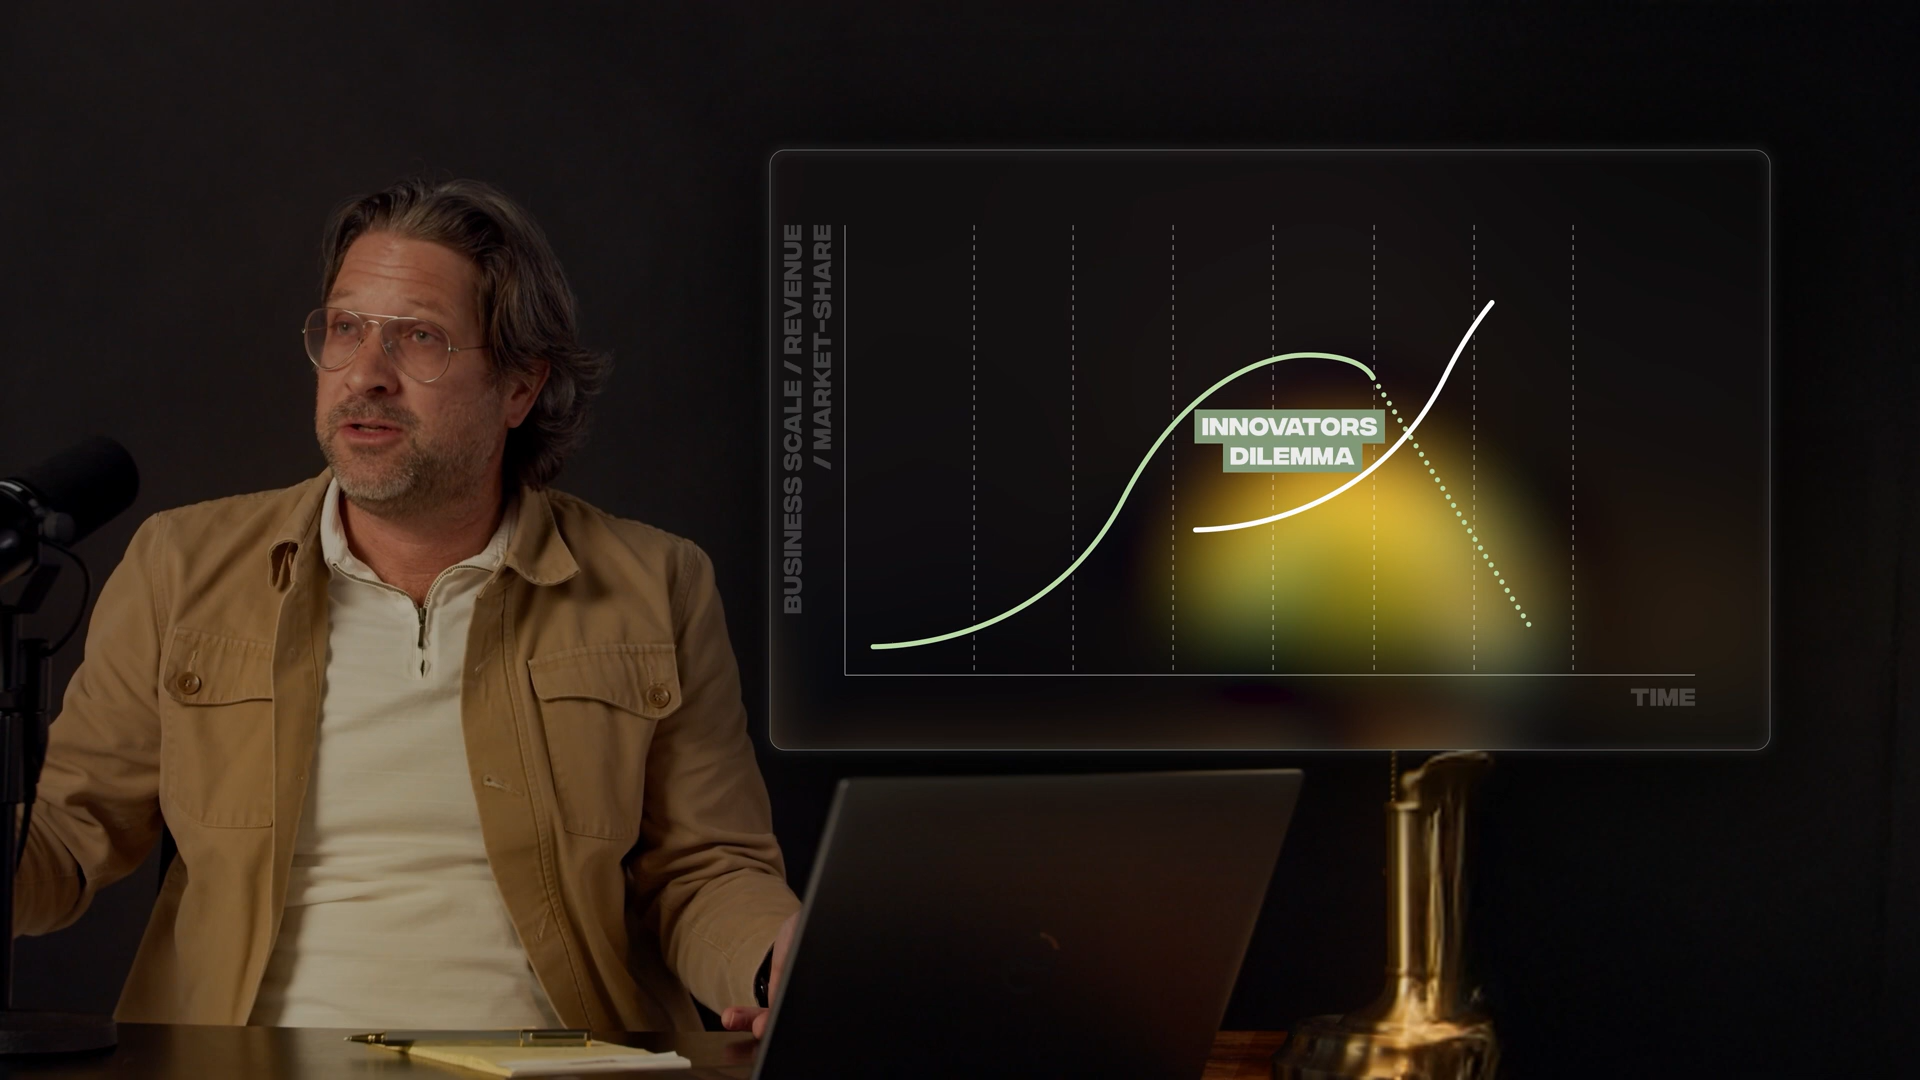 BUSINESS SCALE / REVENUE
/ MARKET-SHARE
INNOVATORS
DILEMMA
TIME